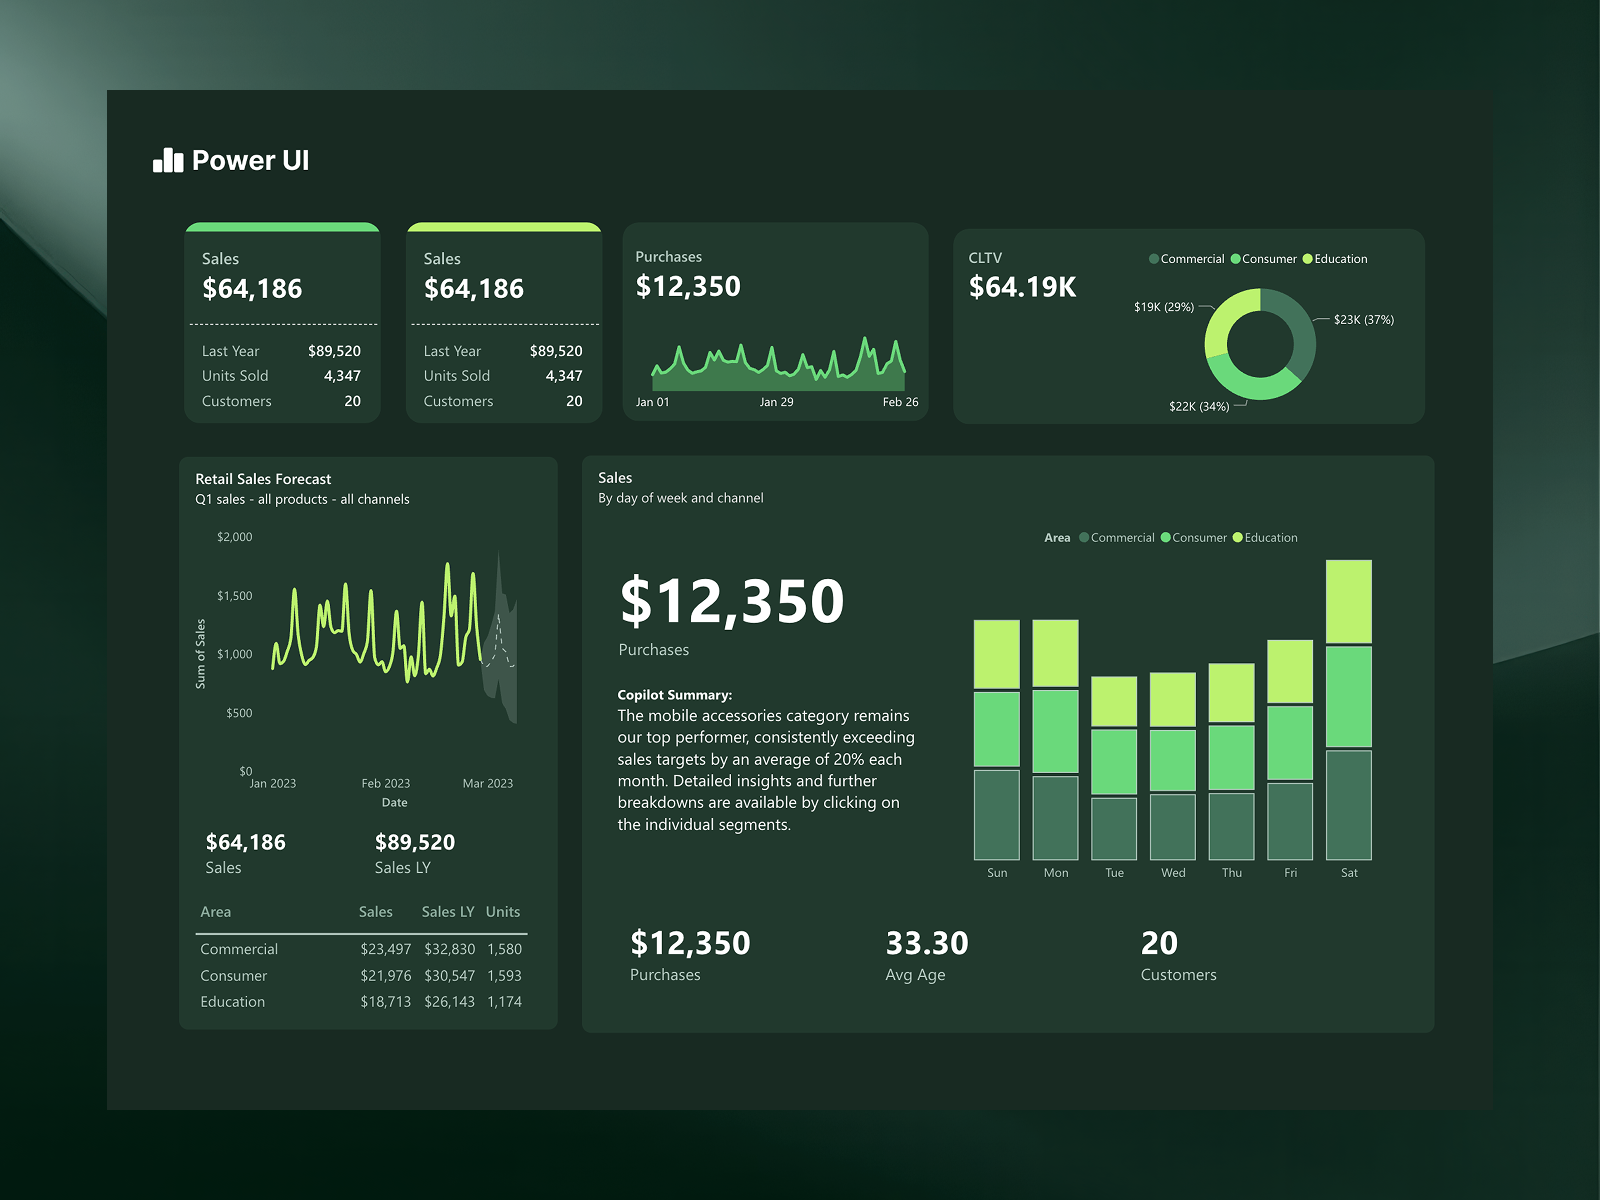 Power UI
Sales
$64,186
Last Year $89,520
Units Sold 4,347
Customers 20
Sales
$64,186
Last Year $89,520
Units Sold 4,347
Customers 20
Purchases
$12,350
Jan 01 Jan 29 Feb 26
CLTV
$64.19K
Commercial Consumer Education
$19K (29%)
$23K (37%)
$22K (34%)
Retail Sales Forecast
Q1 sales - all products - all channels
Sum of Sales
$2,000
$1,500
$1,000
$500
$0
Jan 2023 Feb 2023 Mar 2023
Date
$64,186 $89,520
Sales Sales LY
Area Sales Sales LY Units
Commercial $23,497 $32,830 1,580
Consumer $21,976 $30,547 1,593
Education $18,713 $26,143 1,174
Sales
By day of week and channel
$12,350
Purchases
Copilot Summary:
The mobile accessories category remains
our top performer, consistently exceeding
sales targets by an average of 20% each
month. Detailed insights and further
breakdowns are available by clicking on
the individual segments.
Area Commercial Consumer Education
Sun Mon Tue Wed Thu Fri Sat
$12,350 33.30 20
Purchases Avg Age Customers